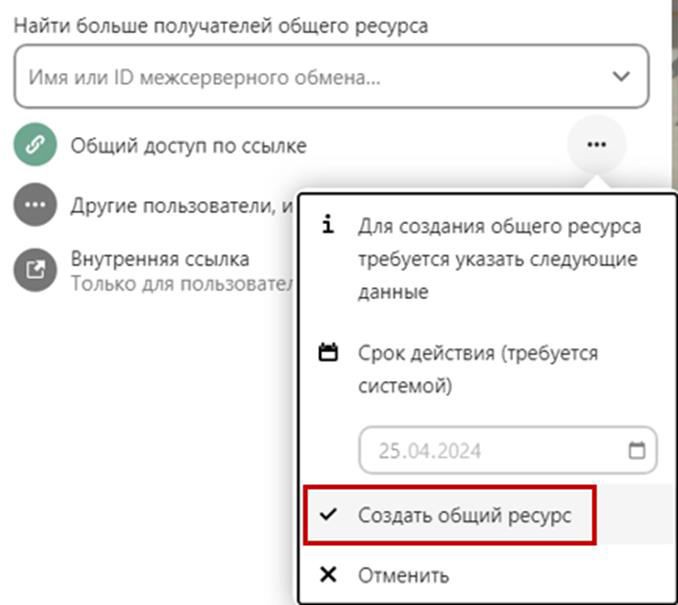 Найти больше получателей общего ресурса
Имя или ID межсерверного обмена...
Общий доступ по ссылке
Другие пользователи, и
Внутренняя ссылка
Только для пользовател
Для создания общего ресурса
требуется указать следующие
данные
Срок действия (требуется
системой)
25.04.2024
Создать общий ресурс
Отменить